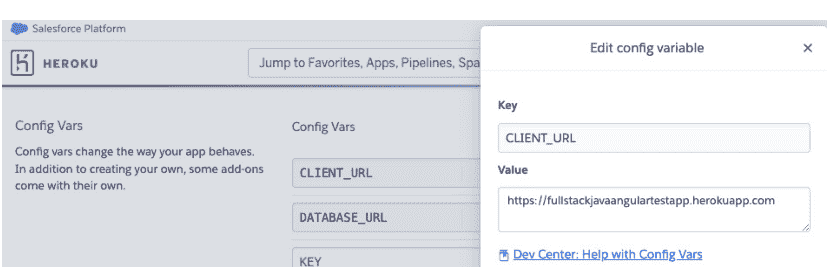 Salesforce Platform
HEROKU
Jump to Favorites, Apps, Pipelines, Spa
Config Vars
Config vars change the way your app behaves.
In addition to creating your own, some add-ons
come with their own.
Config Vars
CLIENT_URL
DATABASE_URL
KEY
Edit config variable
×
Key
CLIENT_URL
Value
https://fullstackjavaangulartestapp.herokuapp.com
Dev Center: Help with Config Vars